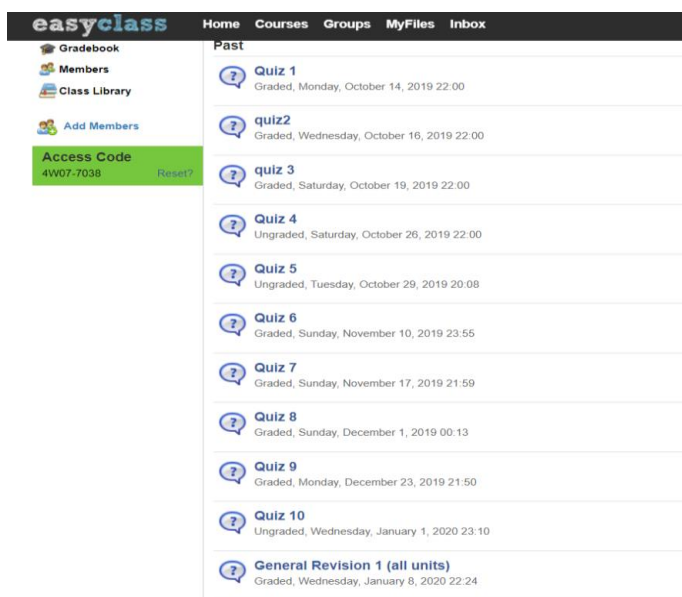 easyclass Home Courses Groups MyFiles Inbox
Gradebook
Members
Class Library
Add Members
Access Code
4W07-7038 Reset?
Past
Quiz 1
Graded, Monday, October 14, 2019 22:00
quiz2
Graded, Wednesday, October 16, 2019 22:00
quiz 3
Graded, Saturday, October 19, 2019 22:00
Quiz 4
Ungraded, Saturday, October 26, 2019 22:00
Quiz 5
Ungraded, Tuesday, October 29, 2019 20:08
Quiz 6
Graded, Sunday, November 10, 2019 23:55
Quiz 7
Graded, Sunday, November 17, 2019 21:59
Quiz 8
Graded, Sunday, December 1, 2019 00:13
Quiz 9
Graded, Monday, December 23, 2019 21:50
Quiz 10
Ungraded, Wednesday, January 1, 2020 23:10
General Revision 1 (all units)
Graded, Wednesday, January 8, 2020 22:24